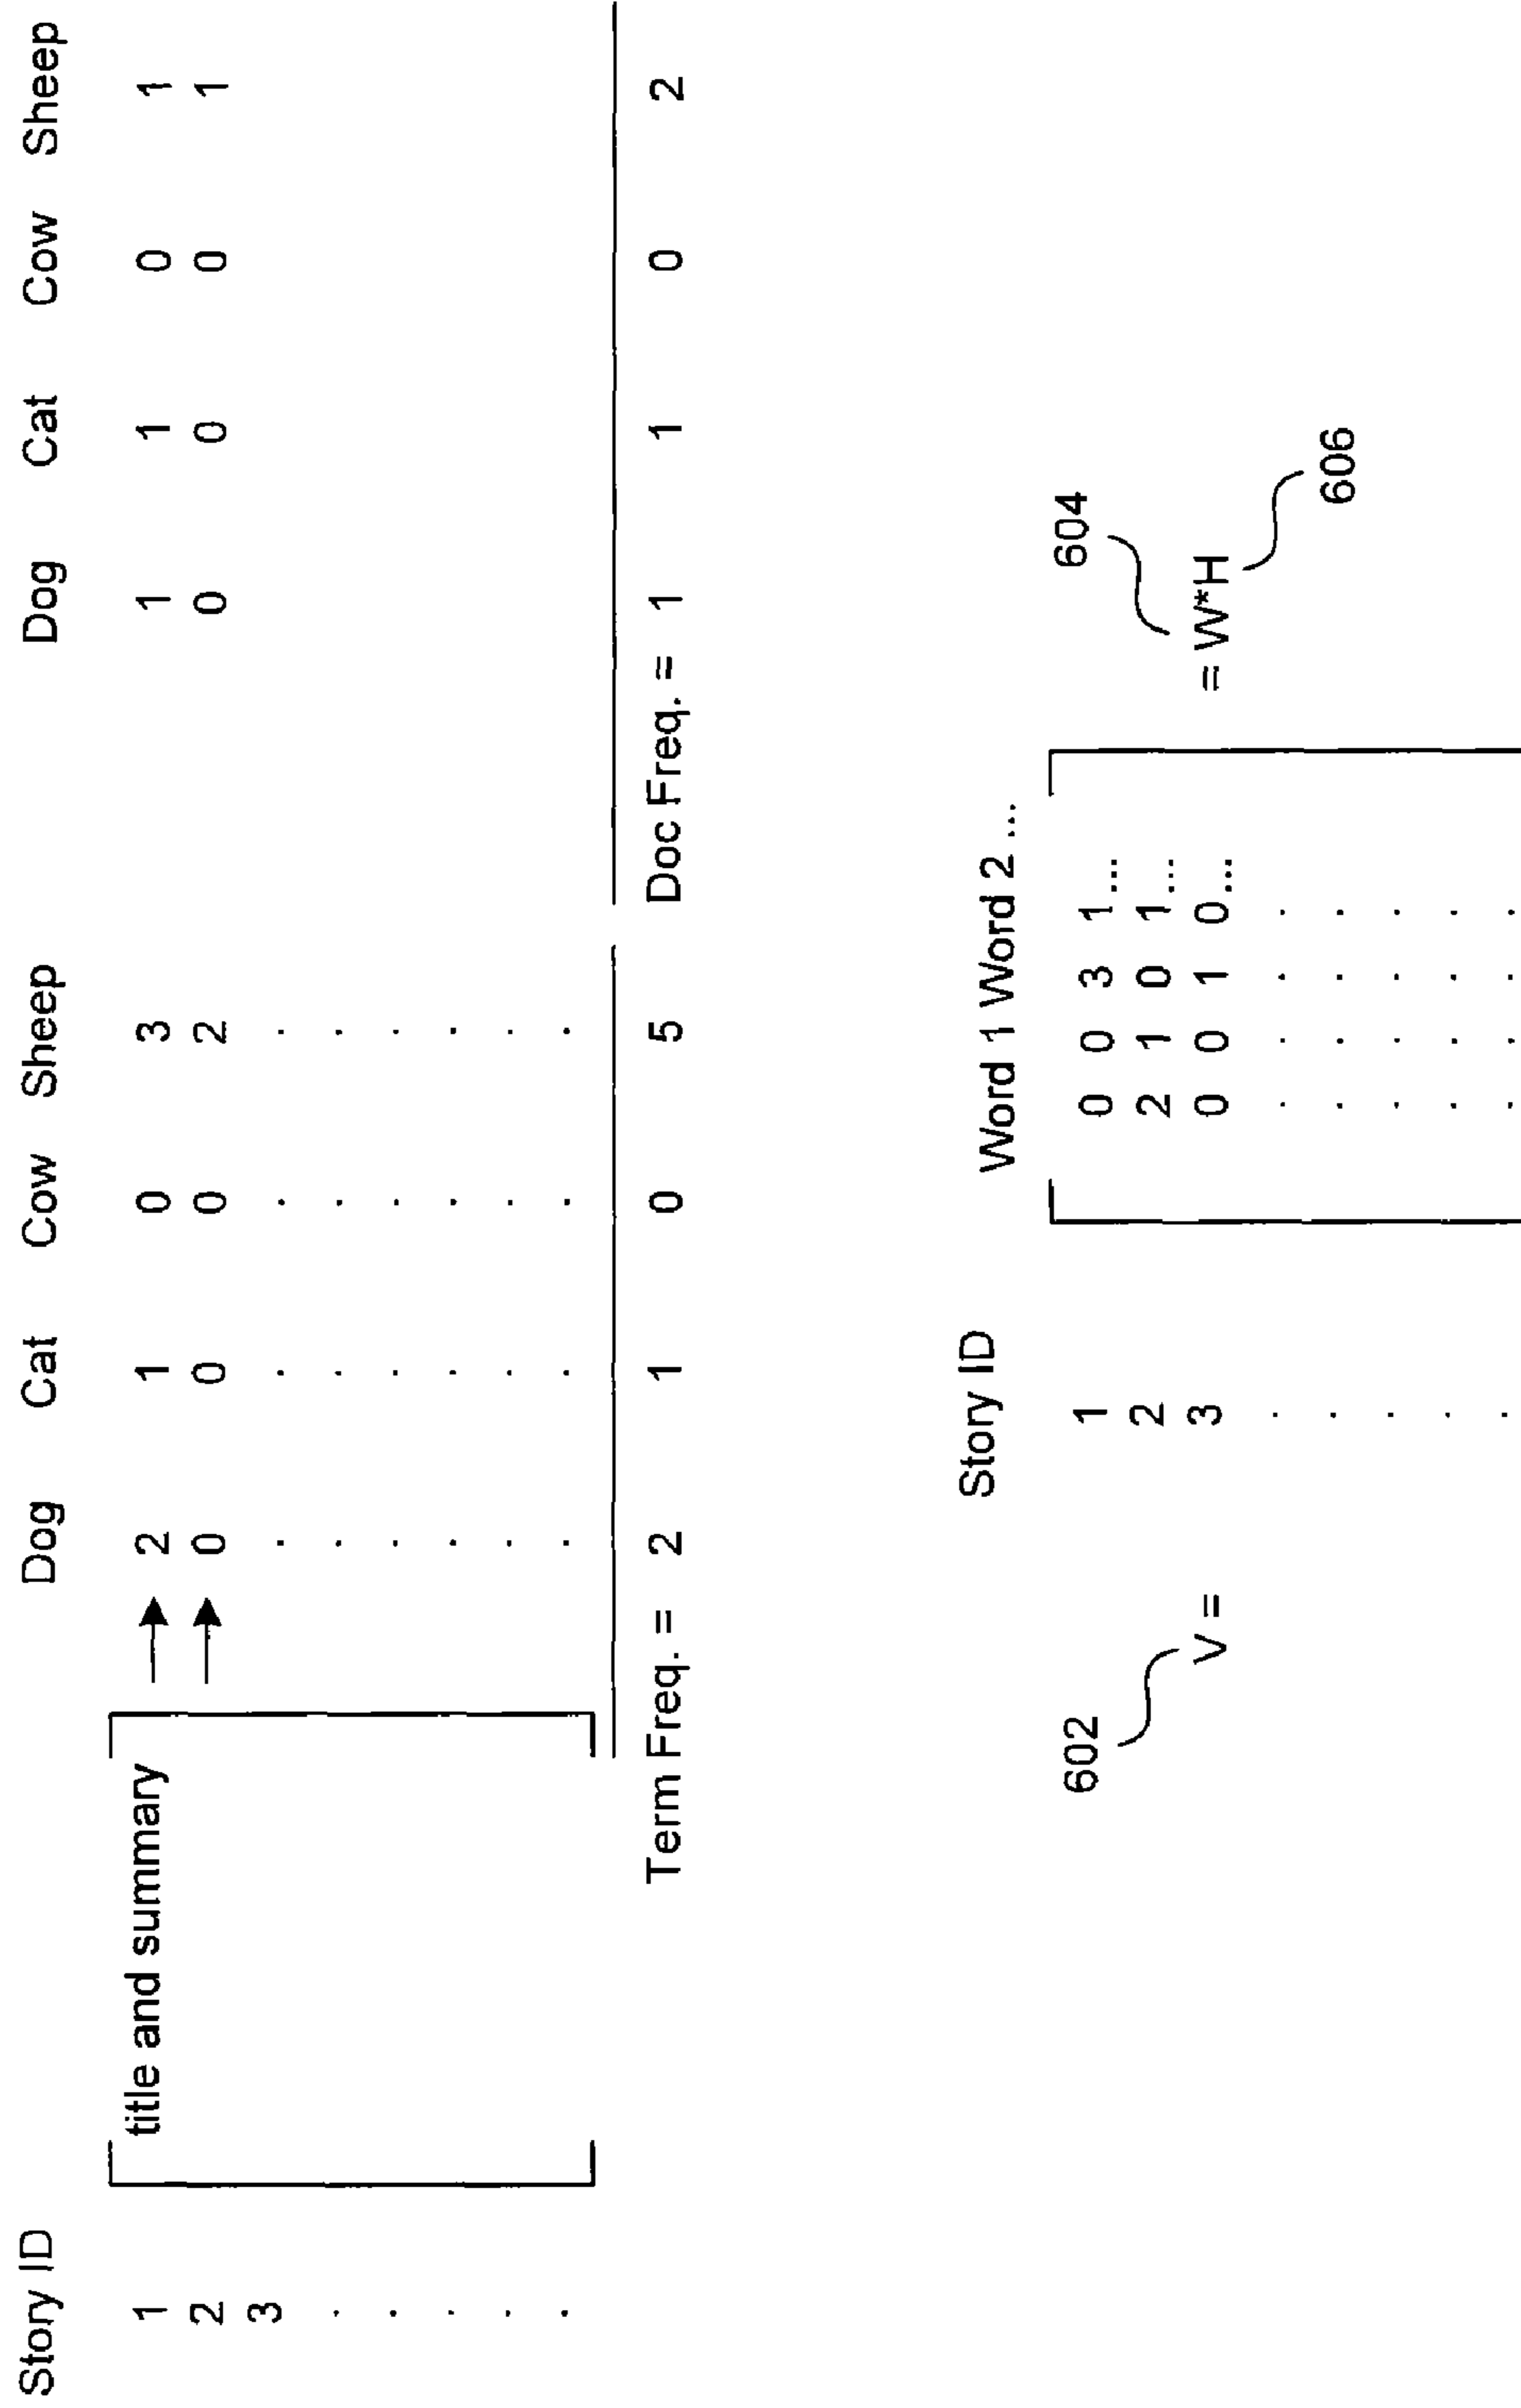 Story ID Dog Cat Cow Sheep Dog Cat Cow Sheep
1 title and summary 2 1 0 3 1 1 0 1
2 0 0 0 2 0 0 0 1
3 . . . .
. . . . .
. . . . .
. . . . .
. . . . .
. . . . .
Term Freq. = 2 1 0 5 Doc Freq. = 1 1 0 2
Story ID Word 1 Word 2 ...
602 1 0 0 3 1... 604
2 2 1 0 1...
V = 3 0 0 1 0... = W*H
. . . . .
. . . . . 606
. . . . .
. . . . .
. . . . .